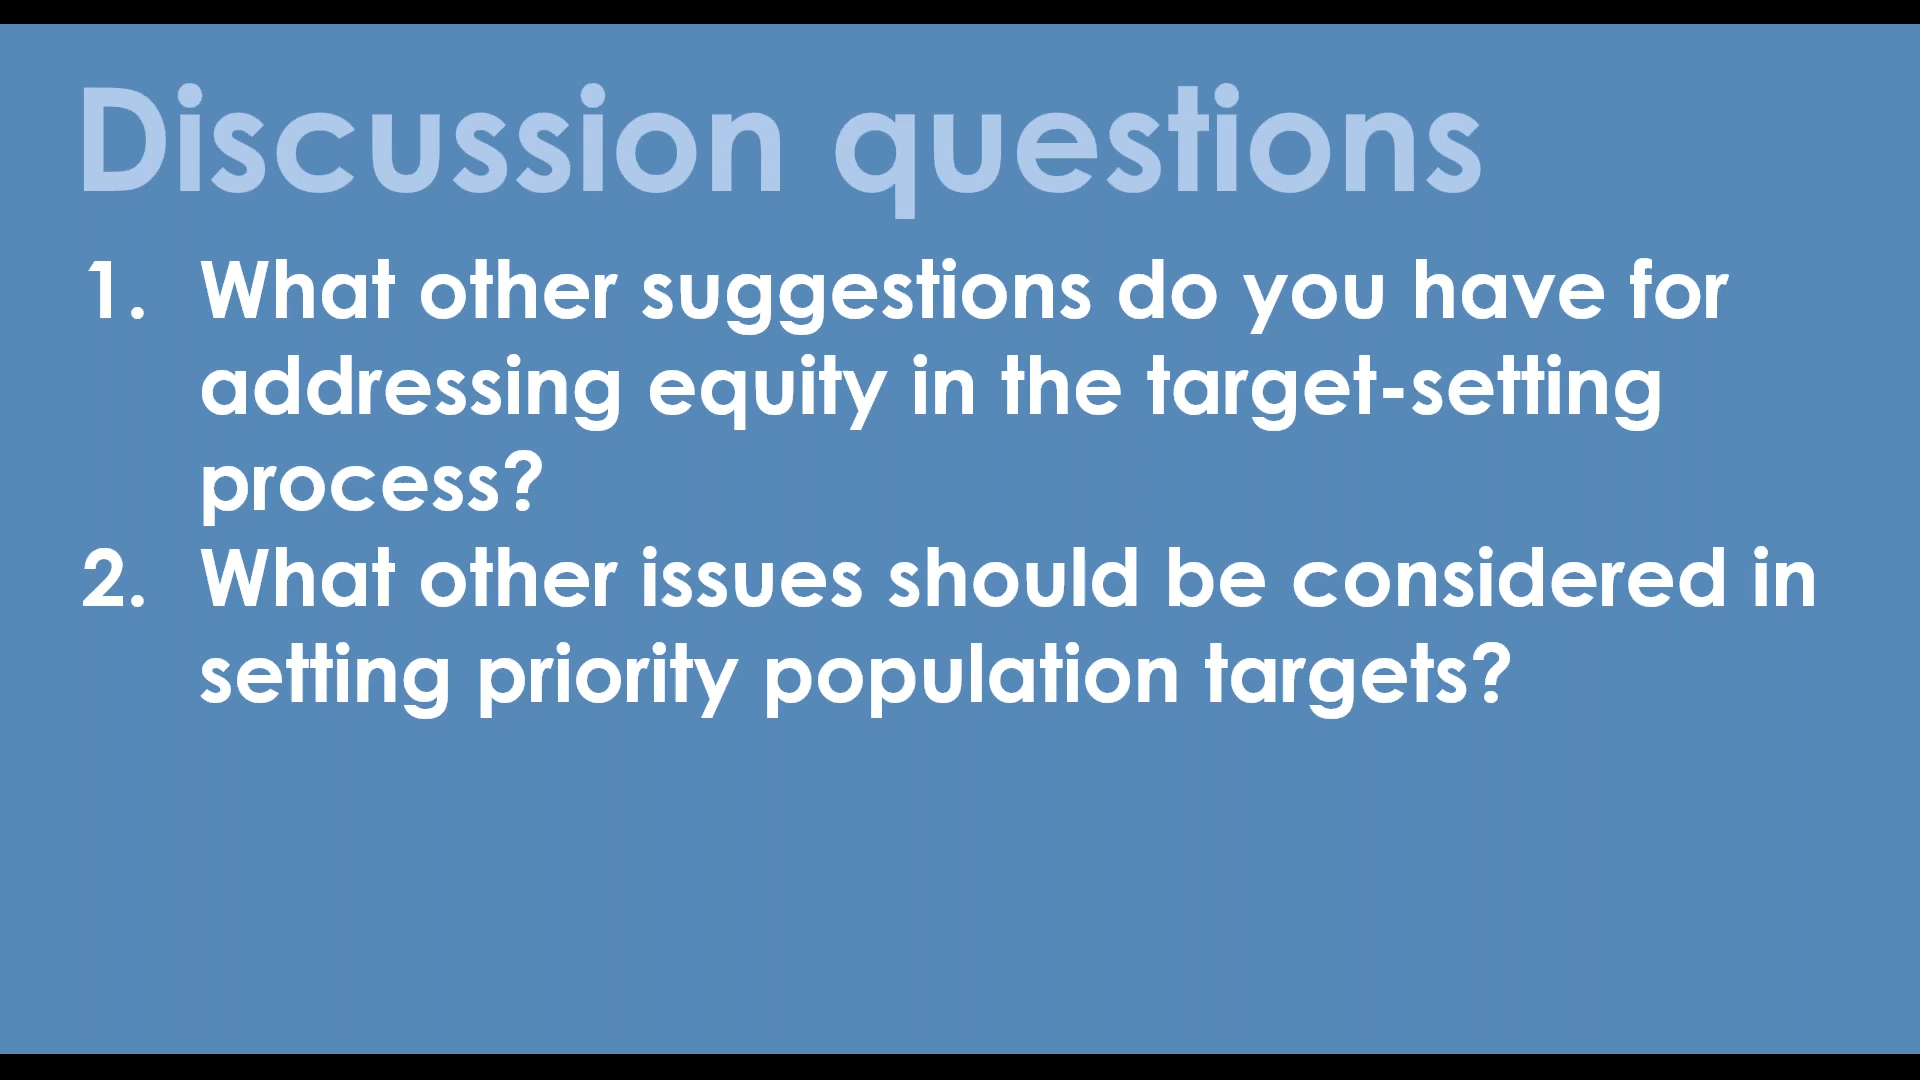 Discussion questions
1. What other suggestions do you have for
addressing equity in the target-setting
process?
2. What other issues should be considered in
setting priority population targets?